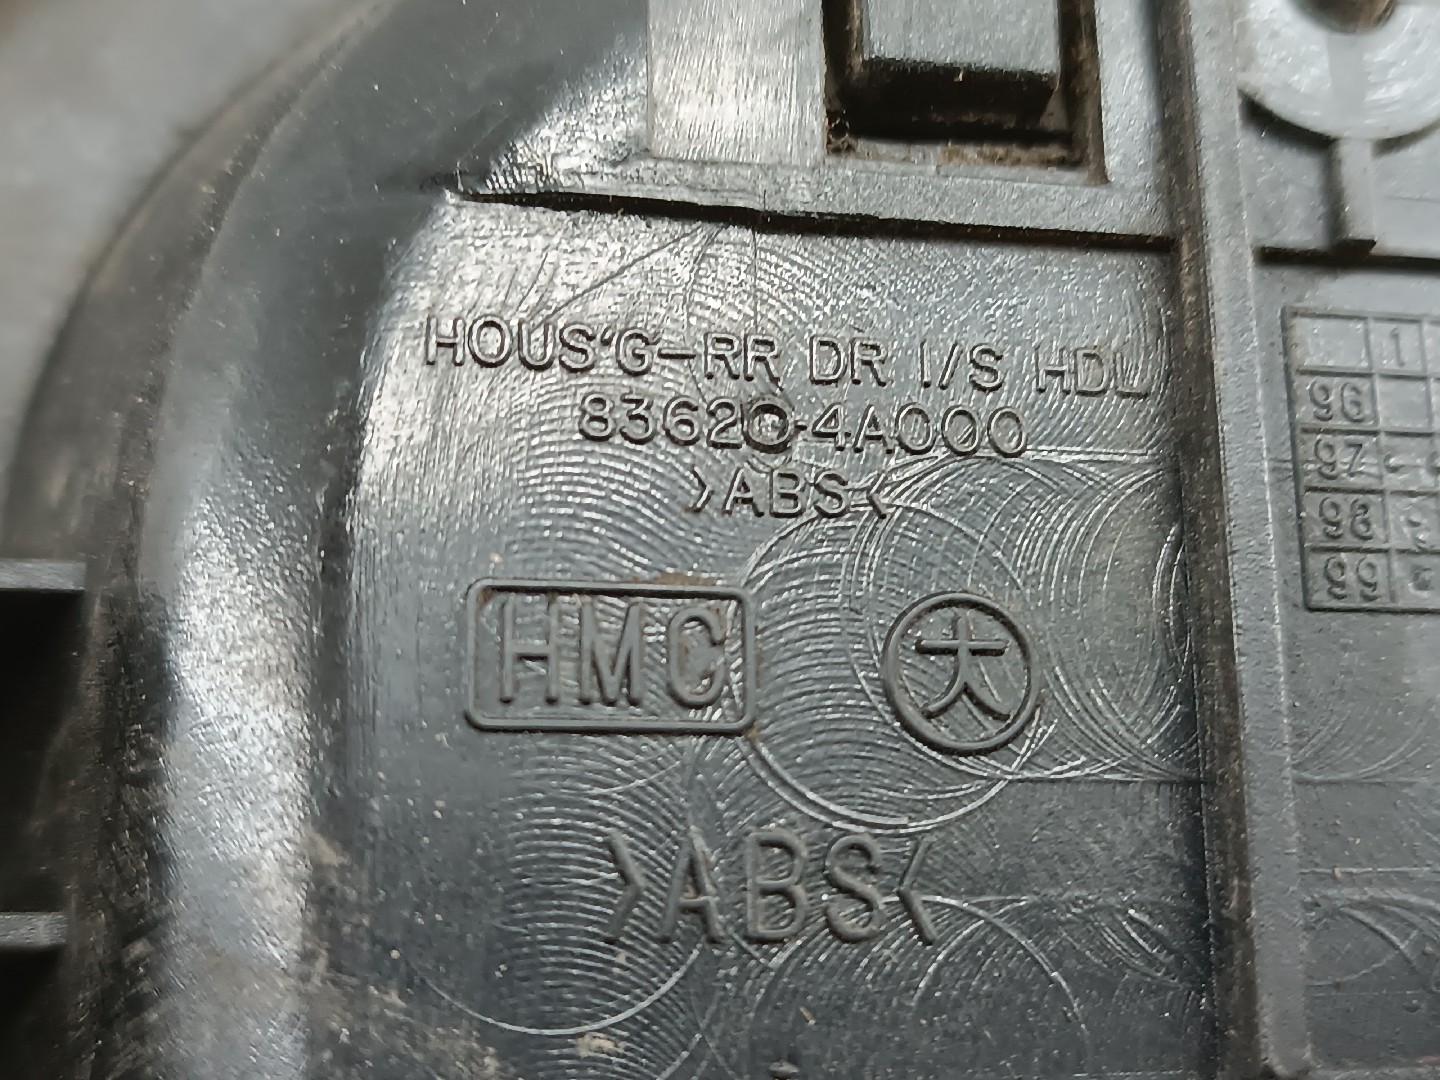 HOUS'G-RR DR I/S HDL
83620-4A000
>ABS<
HMC 大
>ABS<
1
96
97
98
99